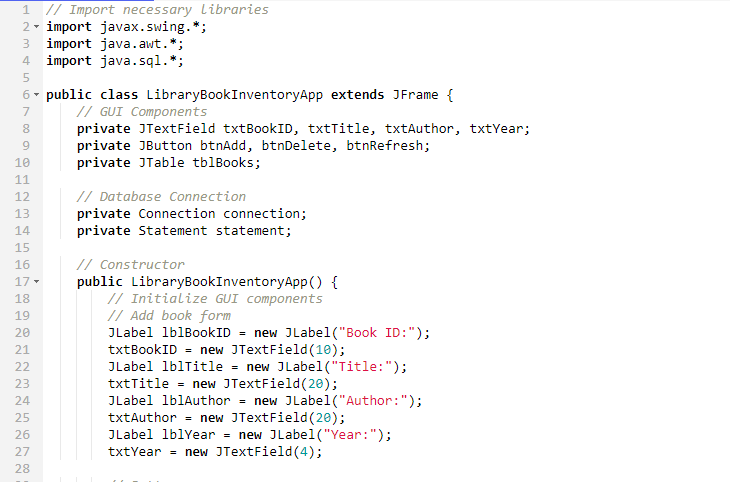 1 // Import necessary libraries
2 import javax.swing.*;
3 import java.awt.*;
4 import java.sql.*;
5
6 public class LibraryBookInventoryApp extends JFrame {
7 // GUI Components
8 private JTextField txtBookID, txtTitle, txtAuthor, txtYear;
9 private JButton btnAdd, btnDelete, btnRefresh;
10 private JTable tblBooks;
11
12 // Database Connection
13 private Connection connection;
14 private Statement statement;
15
16 // Constructor
17 public LibraryBookInventoryApp() {
18 // Initialize GUI components
19 // Add book form
20 JLabel lblBookID = new JLabel("Book ID:");
21 txtBookID = new JTextField(10);
22 JLabel lblTitle = new JLabel("Title:");
23 txtTitle = new JTextField(20);
24 JLabel lblAuthor = new JLabel("Author:");
25 txtAuthor = new JTextField(20);
26 JLabel lblYear = new JLabel("Year:");
27 txtYear = new JTextField(4);
28